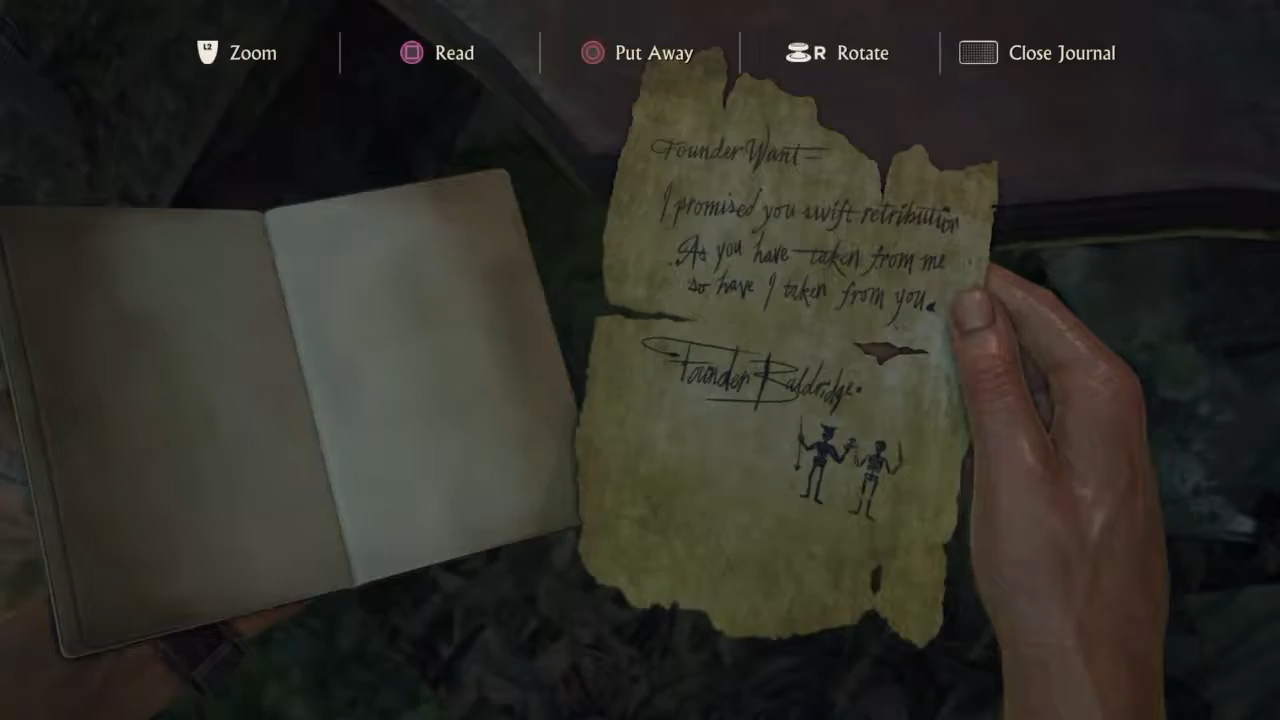 L2 Zoom
Read
Put Away
R Rotate
Close Journal
Founder Want—
I promised you swift retribution
As you have taken from me
so have I taken from you.
Founder Baldridge.